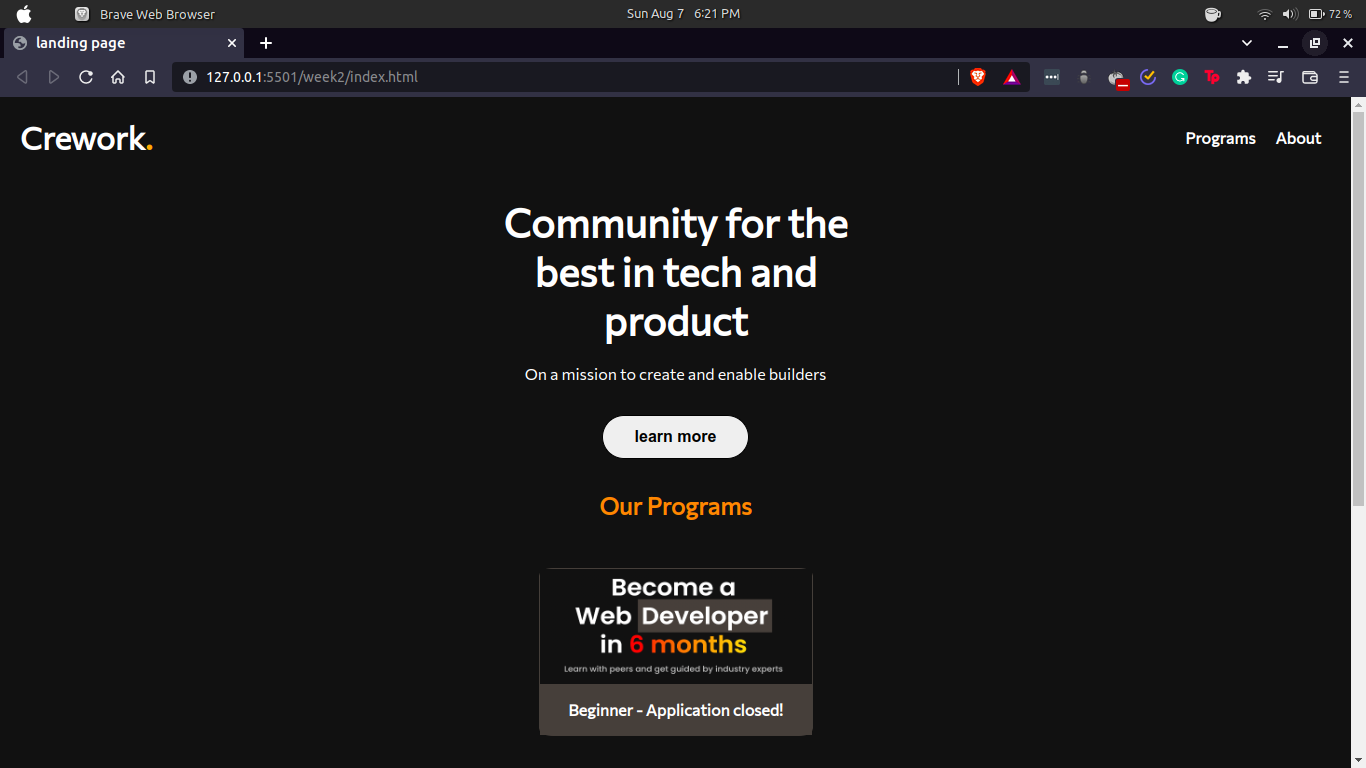 Brave Web Browser
Sun Aug 7 6:21 PM
72 %
landing page
127.0.0.1:5501/week2/index.html
Crework.
Programs
About
Community for the
best in tech and
product
On a mission to create and enable builders
learn more
Our Programs
Become a
Web Developer
in 6 months
Learn with peers and get guided by industry experts
Beginner - Application closed!